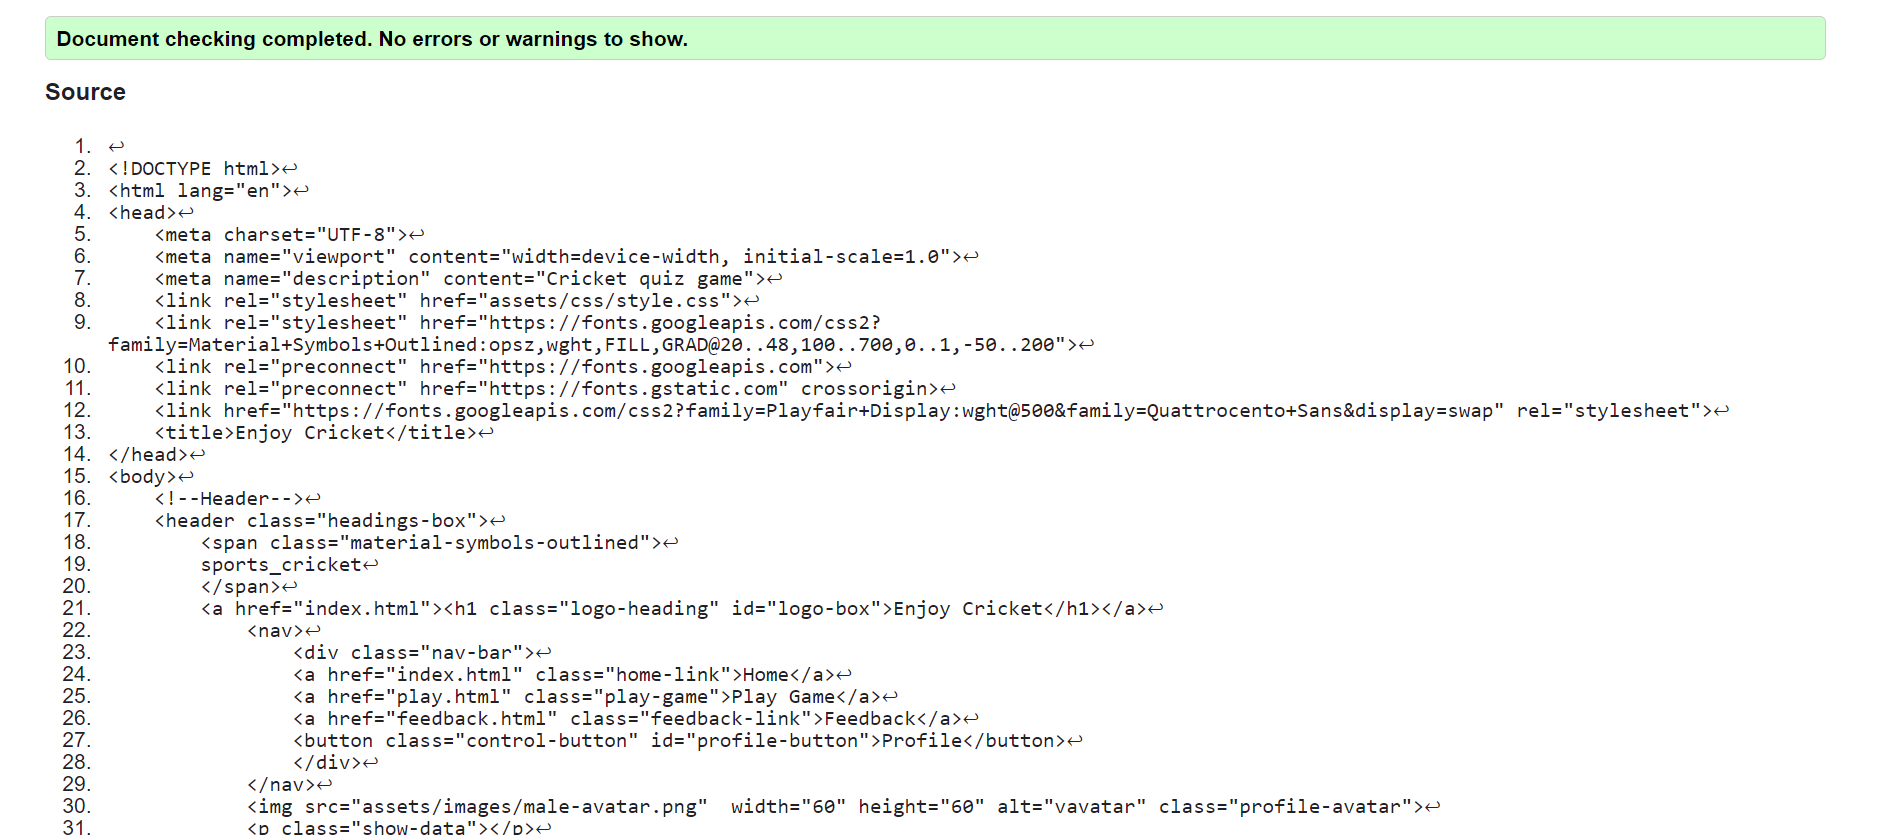 Document checking completed. No errors or warnings to show.
Source
1. ↩
2. <!DOCTYPE html>↩
3. <html lang="en">↩
4. <head>↩
5.     <meta charset="UTF-8">↩
6.     <meta name="viewport" content="width=device-width, initial-scale=1.0">↩
7.     <meta name="description" content="Cricket quiz game">↩
8.     <link rel="stylesheet" href="assets/css/style.css">↩
9.     <link rel="stylesheet" href="https://fonts.googleapis.com/css2?
family=Material+Symbols+Outlined:opsz,wght,FILL,GRAD@20..48,100..700,0..1,-50..200">↩
10.     <link rel="preconnect" href="https://fonts.googleapis.com">↩
11.     <link rel="preconnect" href="https://fonts.gstatic.com" crossorigin>↩
12.     <link href="https://fonts.googleapis.com/css2?family=Playfair+Display:wght@500&family=Quattrocento+Sans&display=swap" rel="stylesheet">↩
13.     <title>Enjoy Cricket</title>↩
14. </head>↩
15. <body>↩
16.     <!--Header-->↩
17.     <header class="headings-box">↩
18.         <span class="material-symbols-outlined">↩
19.         sports_cricket↩
20.         </span>↩
21.         <a href="index.html"><h1 class="logo-heading" id="logo-box">Enjoy Cricket</h1></a>↩
22.             <nav>↩
23.                 <div class="nav-bar">↩
24.                 <a href="index.html" class="home-link">Home</a>↩
25.                 <a href="play.html" class="play-game">Play Game</a>↩
26.                 <a href="feedback.html" class="feedback-link">Feedback</a>↩
27.                 <button class="control-button" id="profile-button">Profile</button>↩
28.                 </div>↩
29.             </nav>↩
30.             <img src="assets/images/male-avatar.png"  width="60" height="60" alt="vavatar" class="profile-avatar">↩
31.             <p class="show-data"></p>↩